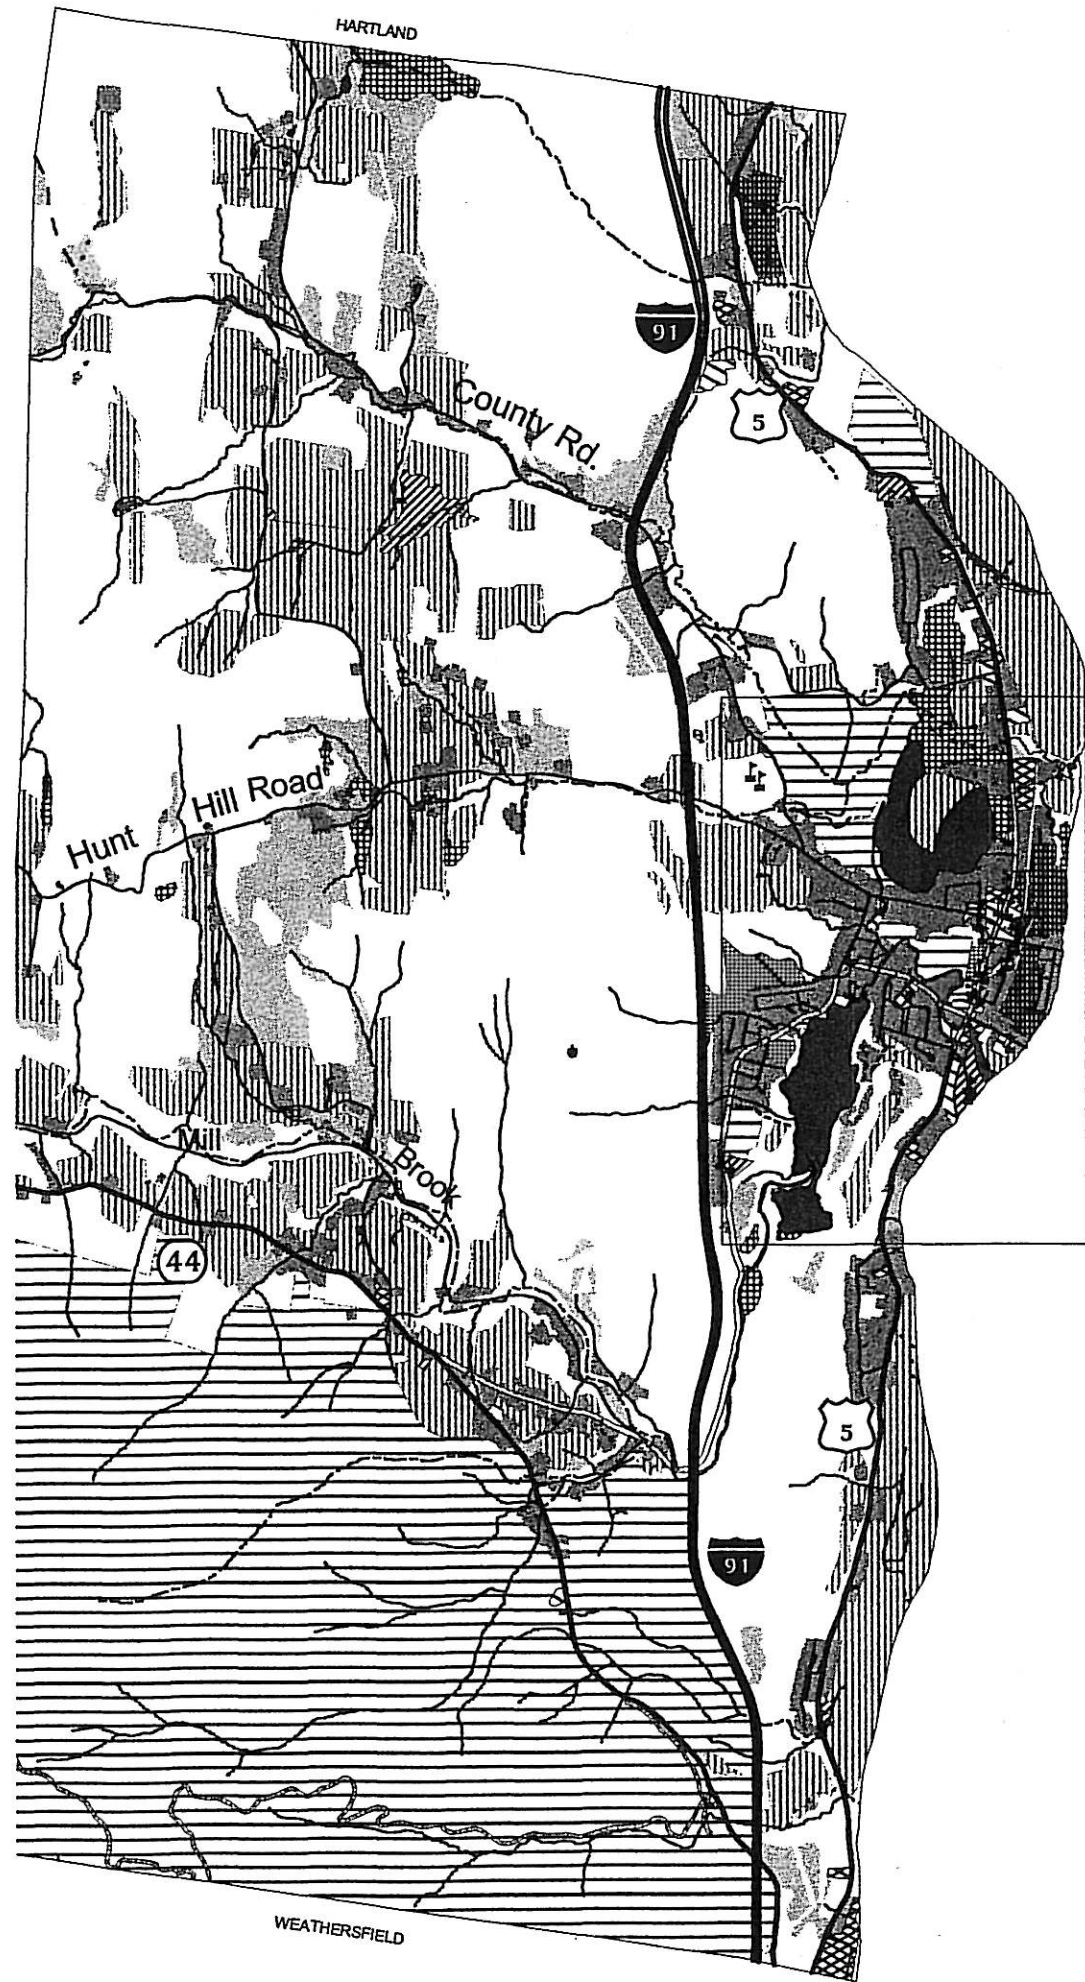 HARTLAND
91
5
County Rd.
Hunt Hill Road
Mill Brook
44
5
91
WEATHERSFIELD